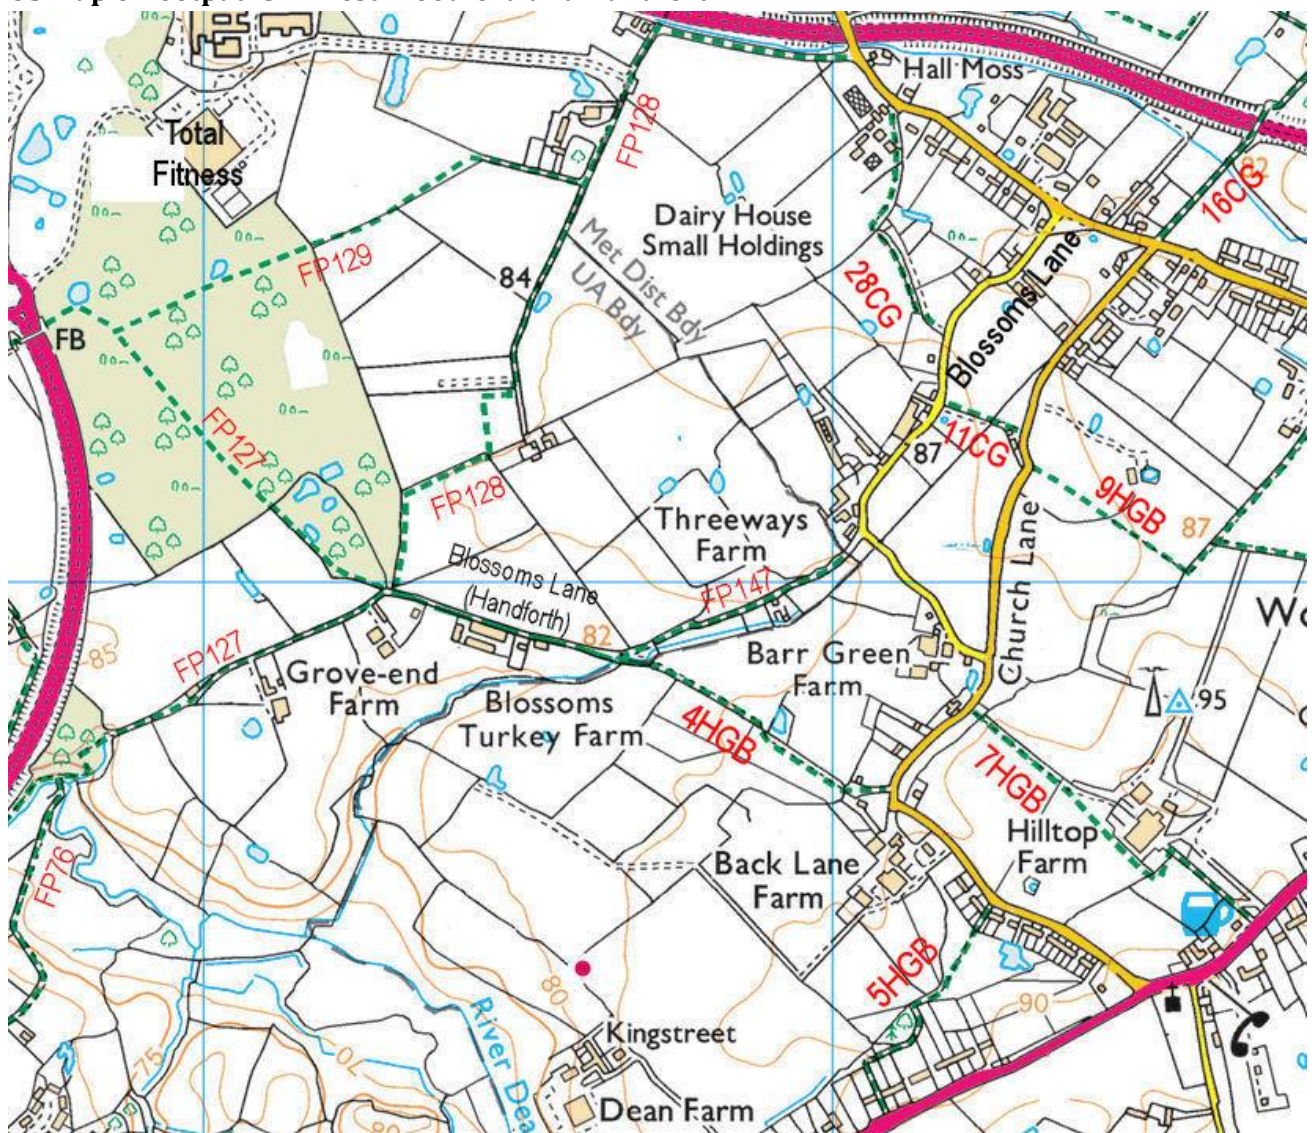 Hall Moss
Total
Fitness
FP128
82
16CG
Dairy House
Small Holdings
Met Dist Bdy
UA Bdy
FP129
84
28CG
Blossoms Lane
FB
FP127
11CG
87
FP128
9HGB
87
Threeways
Farm
Blossoms Lane
(Handforth)
FP147
Church Lane
82
85
FP127
Grove-end
Farm
Barr Green
Farm
95
Blossoms
Turkey Farm
4HGB
7HGB
Hilltop
Farm
Back Lane
Farm
FP76
5HGB
80
90
River Dea
Kingstreet
75
70
Dean Farm
80